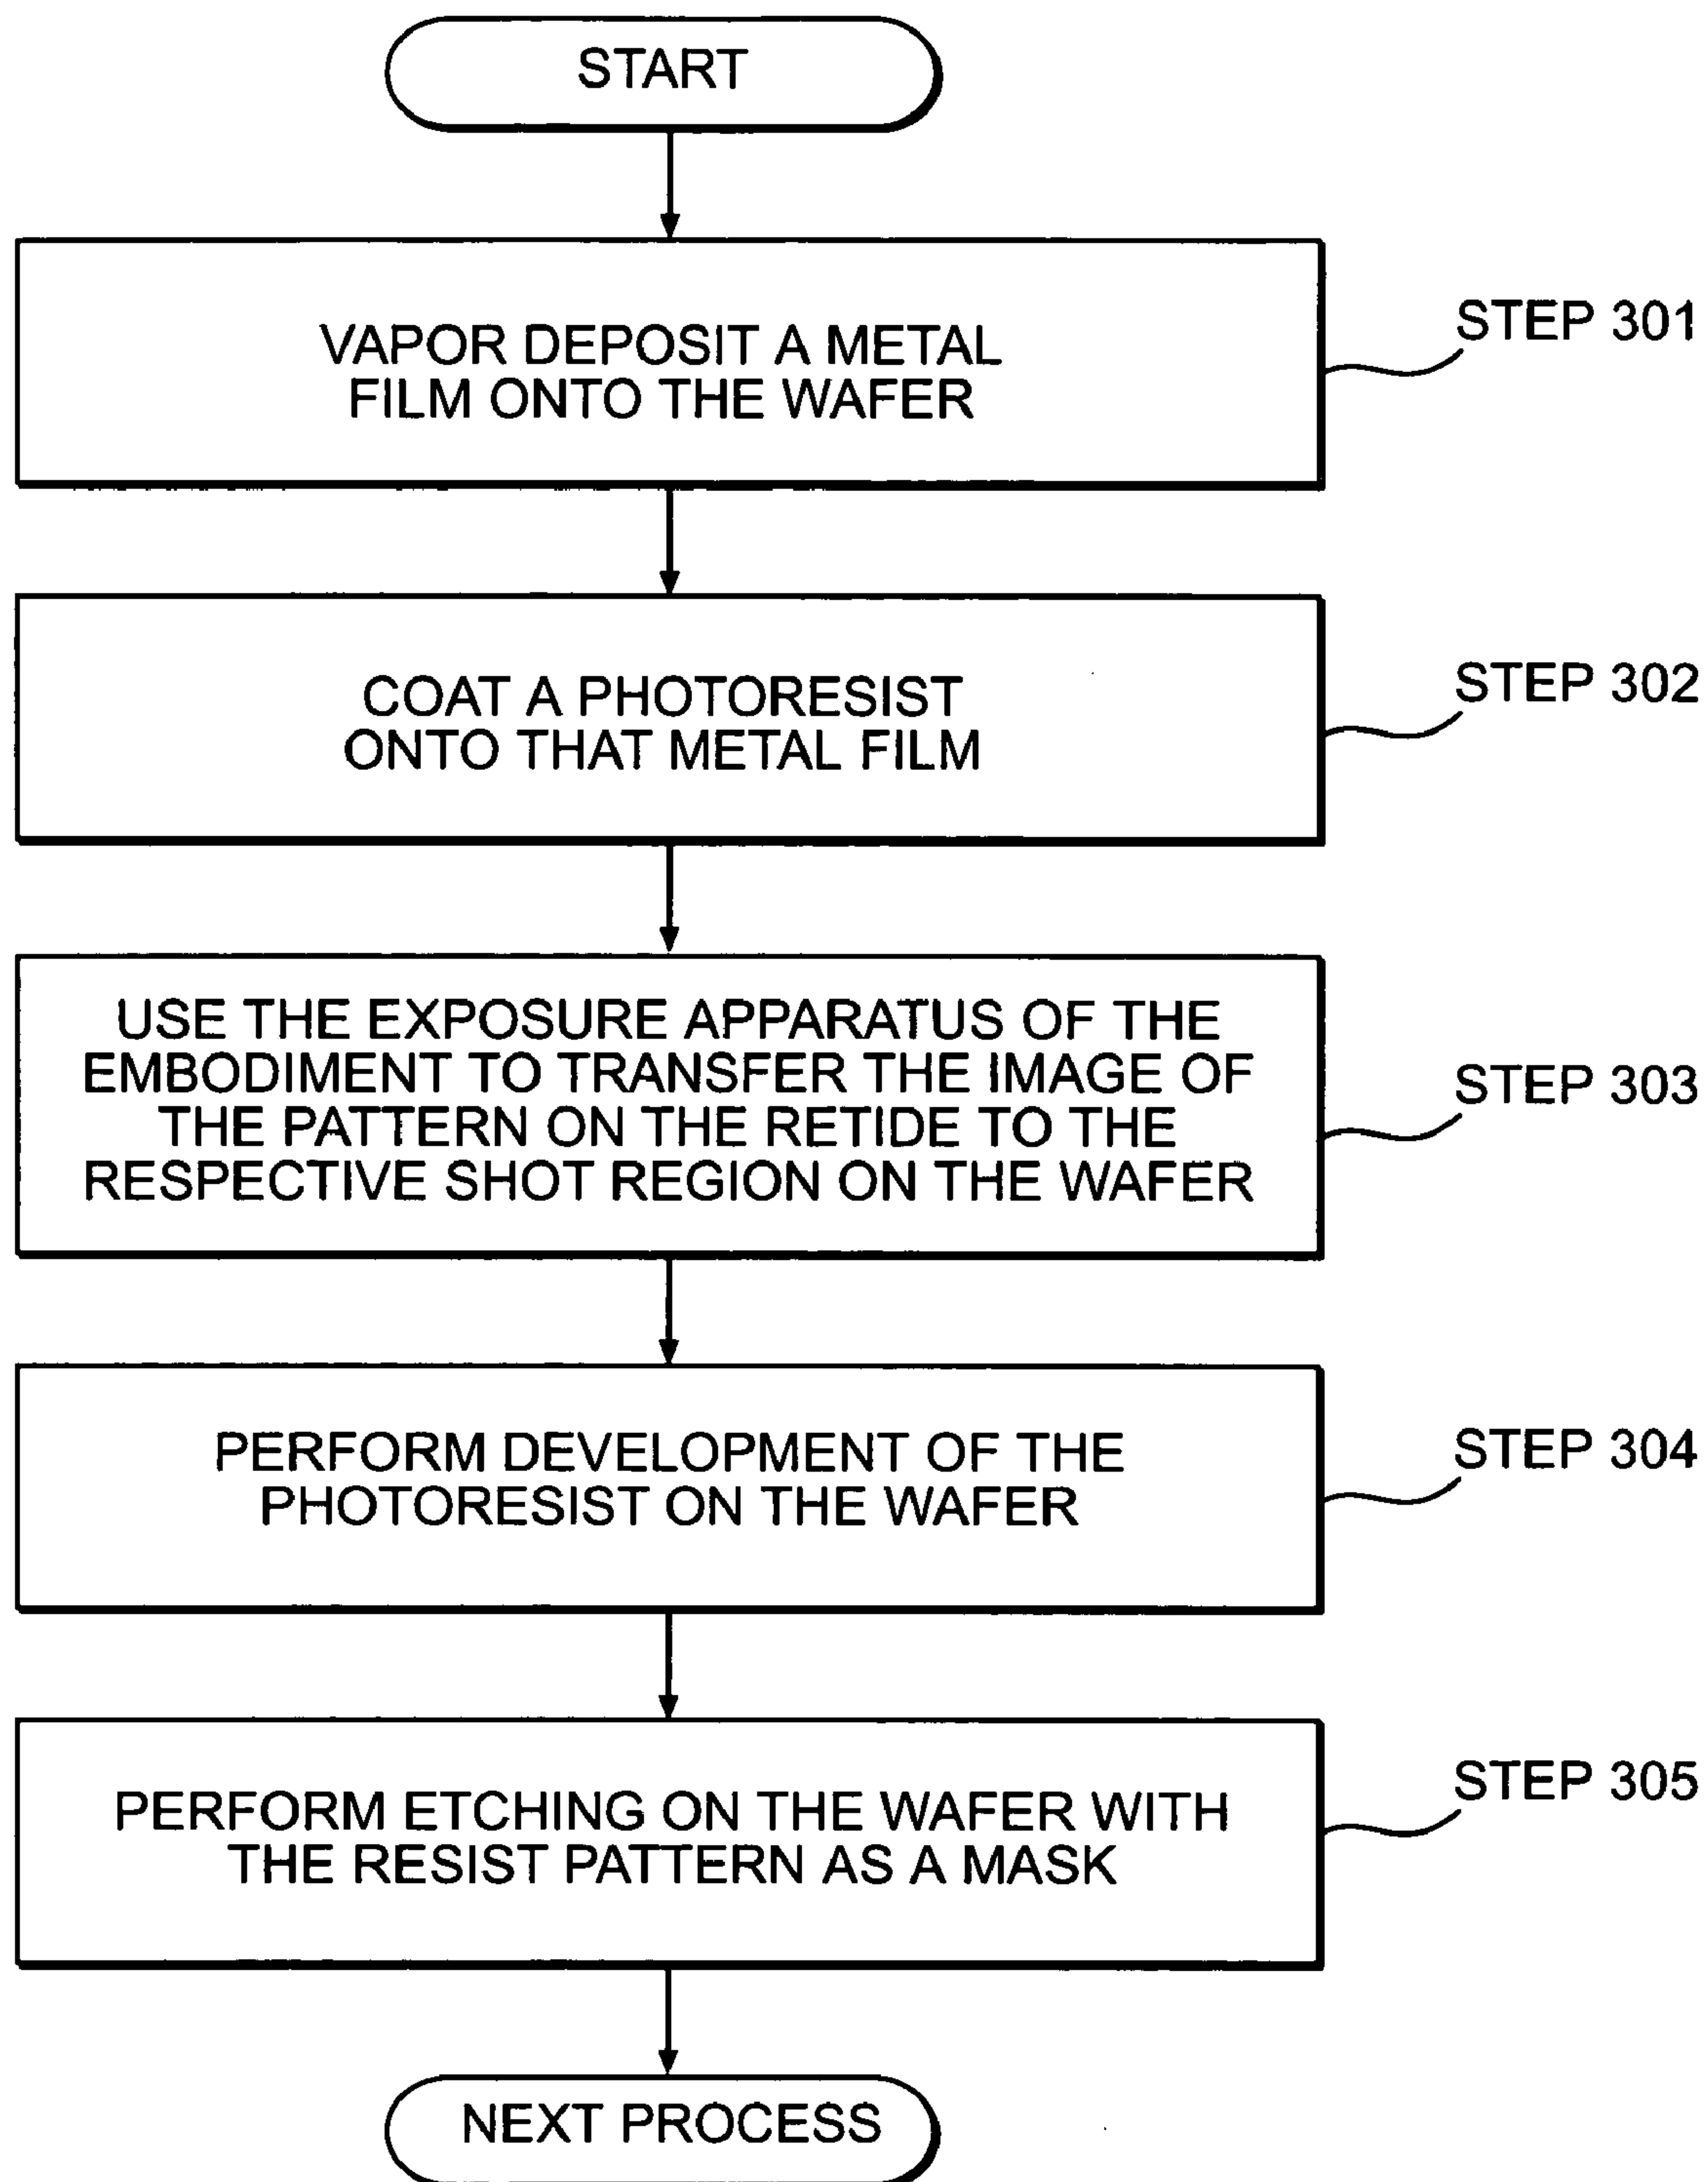 START
VAPOR DEPOSIT A METAL
FILM ONTO THE WAFER
STEP 301
COAT A PHOTORESIST
ONTO THAT METAL FILM
STEP 302
USE THE EXPOSURE APPARATUS OF THE
EMBODIMENT TO TRANSFER THE IMAGE OF
THE PATTERN ON THE RETIDE TO THE
RESPECTIVE SHOT REGION ON THE WAFER
STEP 303
PERFORM DEVELOPMENT OF THE
PHOTORESIST ON THE WAFER
STEP 304
PERFORM ETCHING ON THE WAFER WITH
THE RESIST PATTERN AS A MASK
STEP 305
NEXT PROCESS